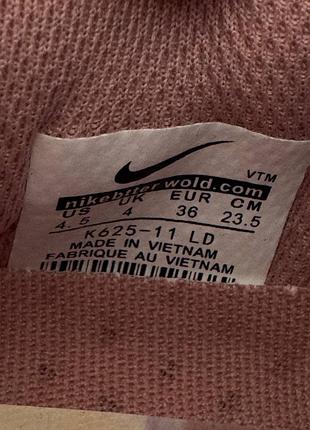 VTM
nikebtterwold.com
US UK EUR CM
4.5 4 36 23.5
K625-11 LD
MADE IN VIETNAM
FABRIQUE AU VIETNAM